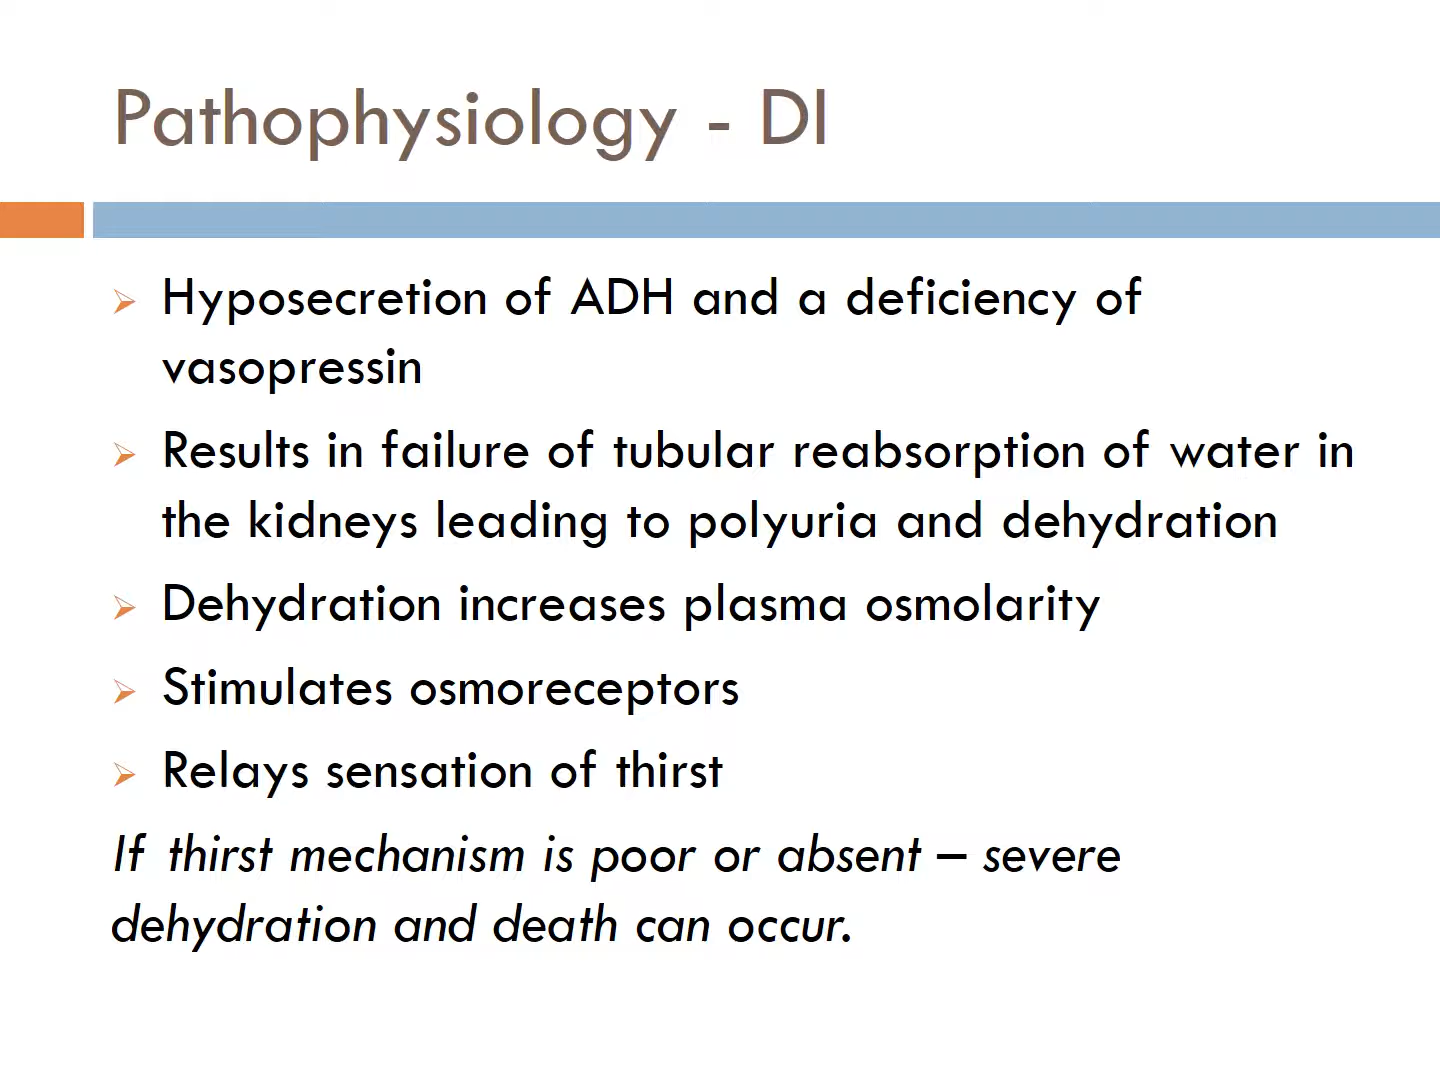 Pathophysiology - DI
Hyposecretion of ADH and a deficiency of
vasopressin
Results in failure of tubular reabsorption of water in
the kidneys leading to polyuria and dehydration
Dehydration increases plasma osmolarity
Stimulates osmoreceptors
Relays sensation of thirst
If thirst mechanism is poor or absent – severe
dehydration and death can occur.